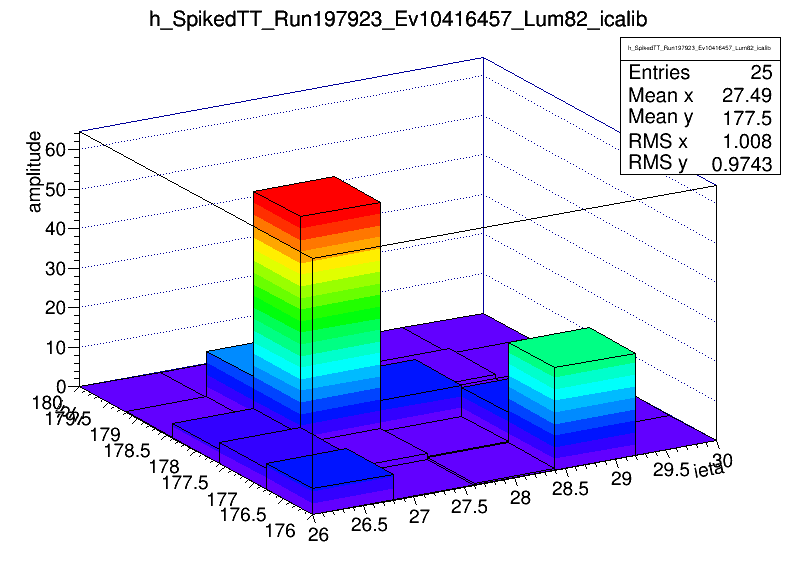 h_SpikedTT_Run197923_Ev10416457_Lum82_icalib
h_SpikedTT_Run197923_Ev10416457_Lum82_icalib
Entries 25
Mean x 27.49
Mean y 177.5
RMS x 1.008
RMS y 0.9743
amplitude
60
50
40
30
20
10
0
180
179.5
179
178.5
178
177.5
177
176.5
176
26
26.5
27
27.5
28
28.5
29
29.5
30
ieta